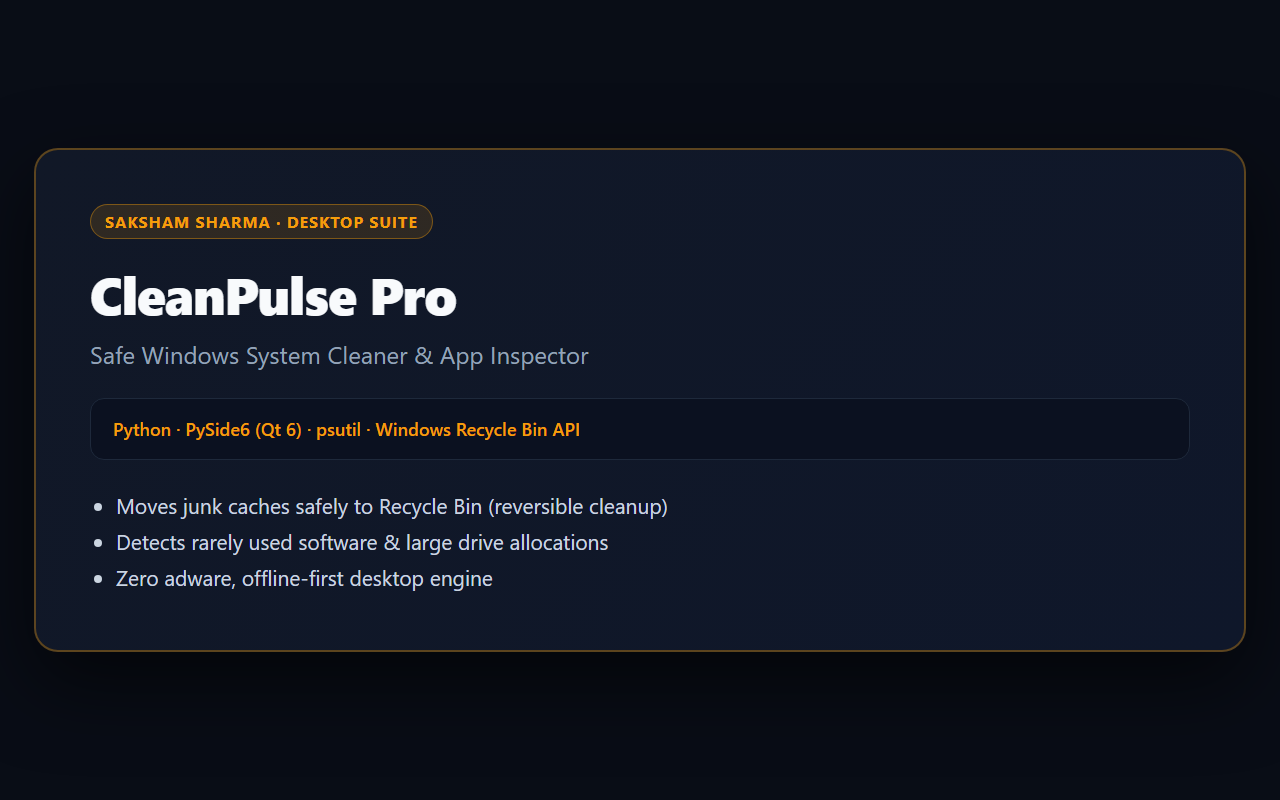 SAKSHAM SHARMA · DESKTOP SUITE
CleanPulse Pro
Safe Windows System Cleaner & App Inspector
Python · PySide6 (Qt 6) · psutil · Windows Recycle Bin API
• Moves junk caches safely to Recycle Bin (reversible cleanup)
• Detects rarely used software & large drive allocations
• Zero adware, offline-first desktop engine